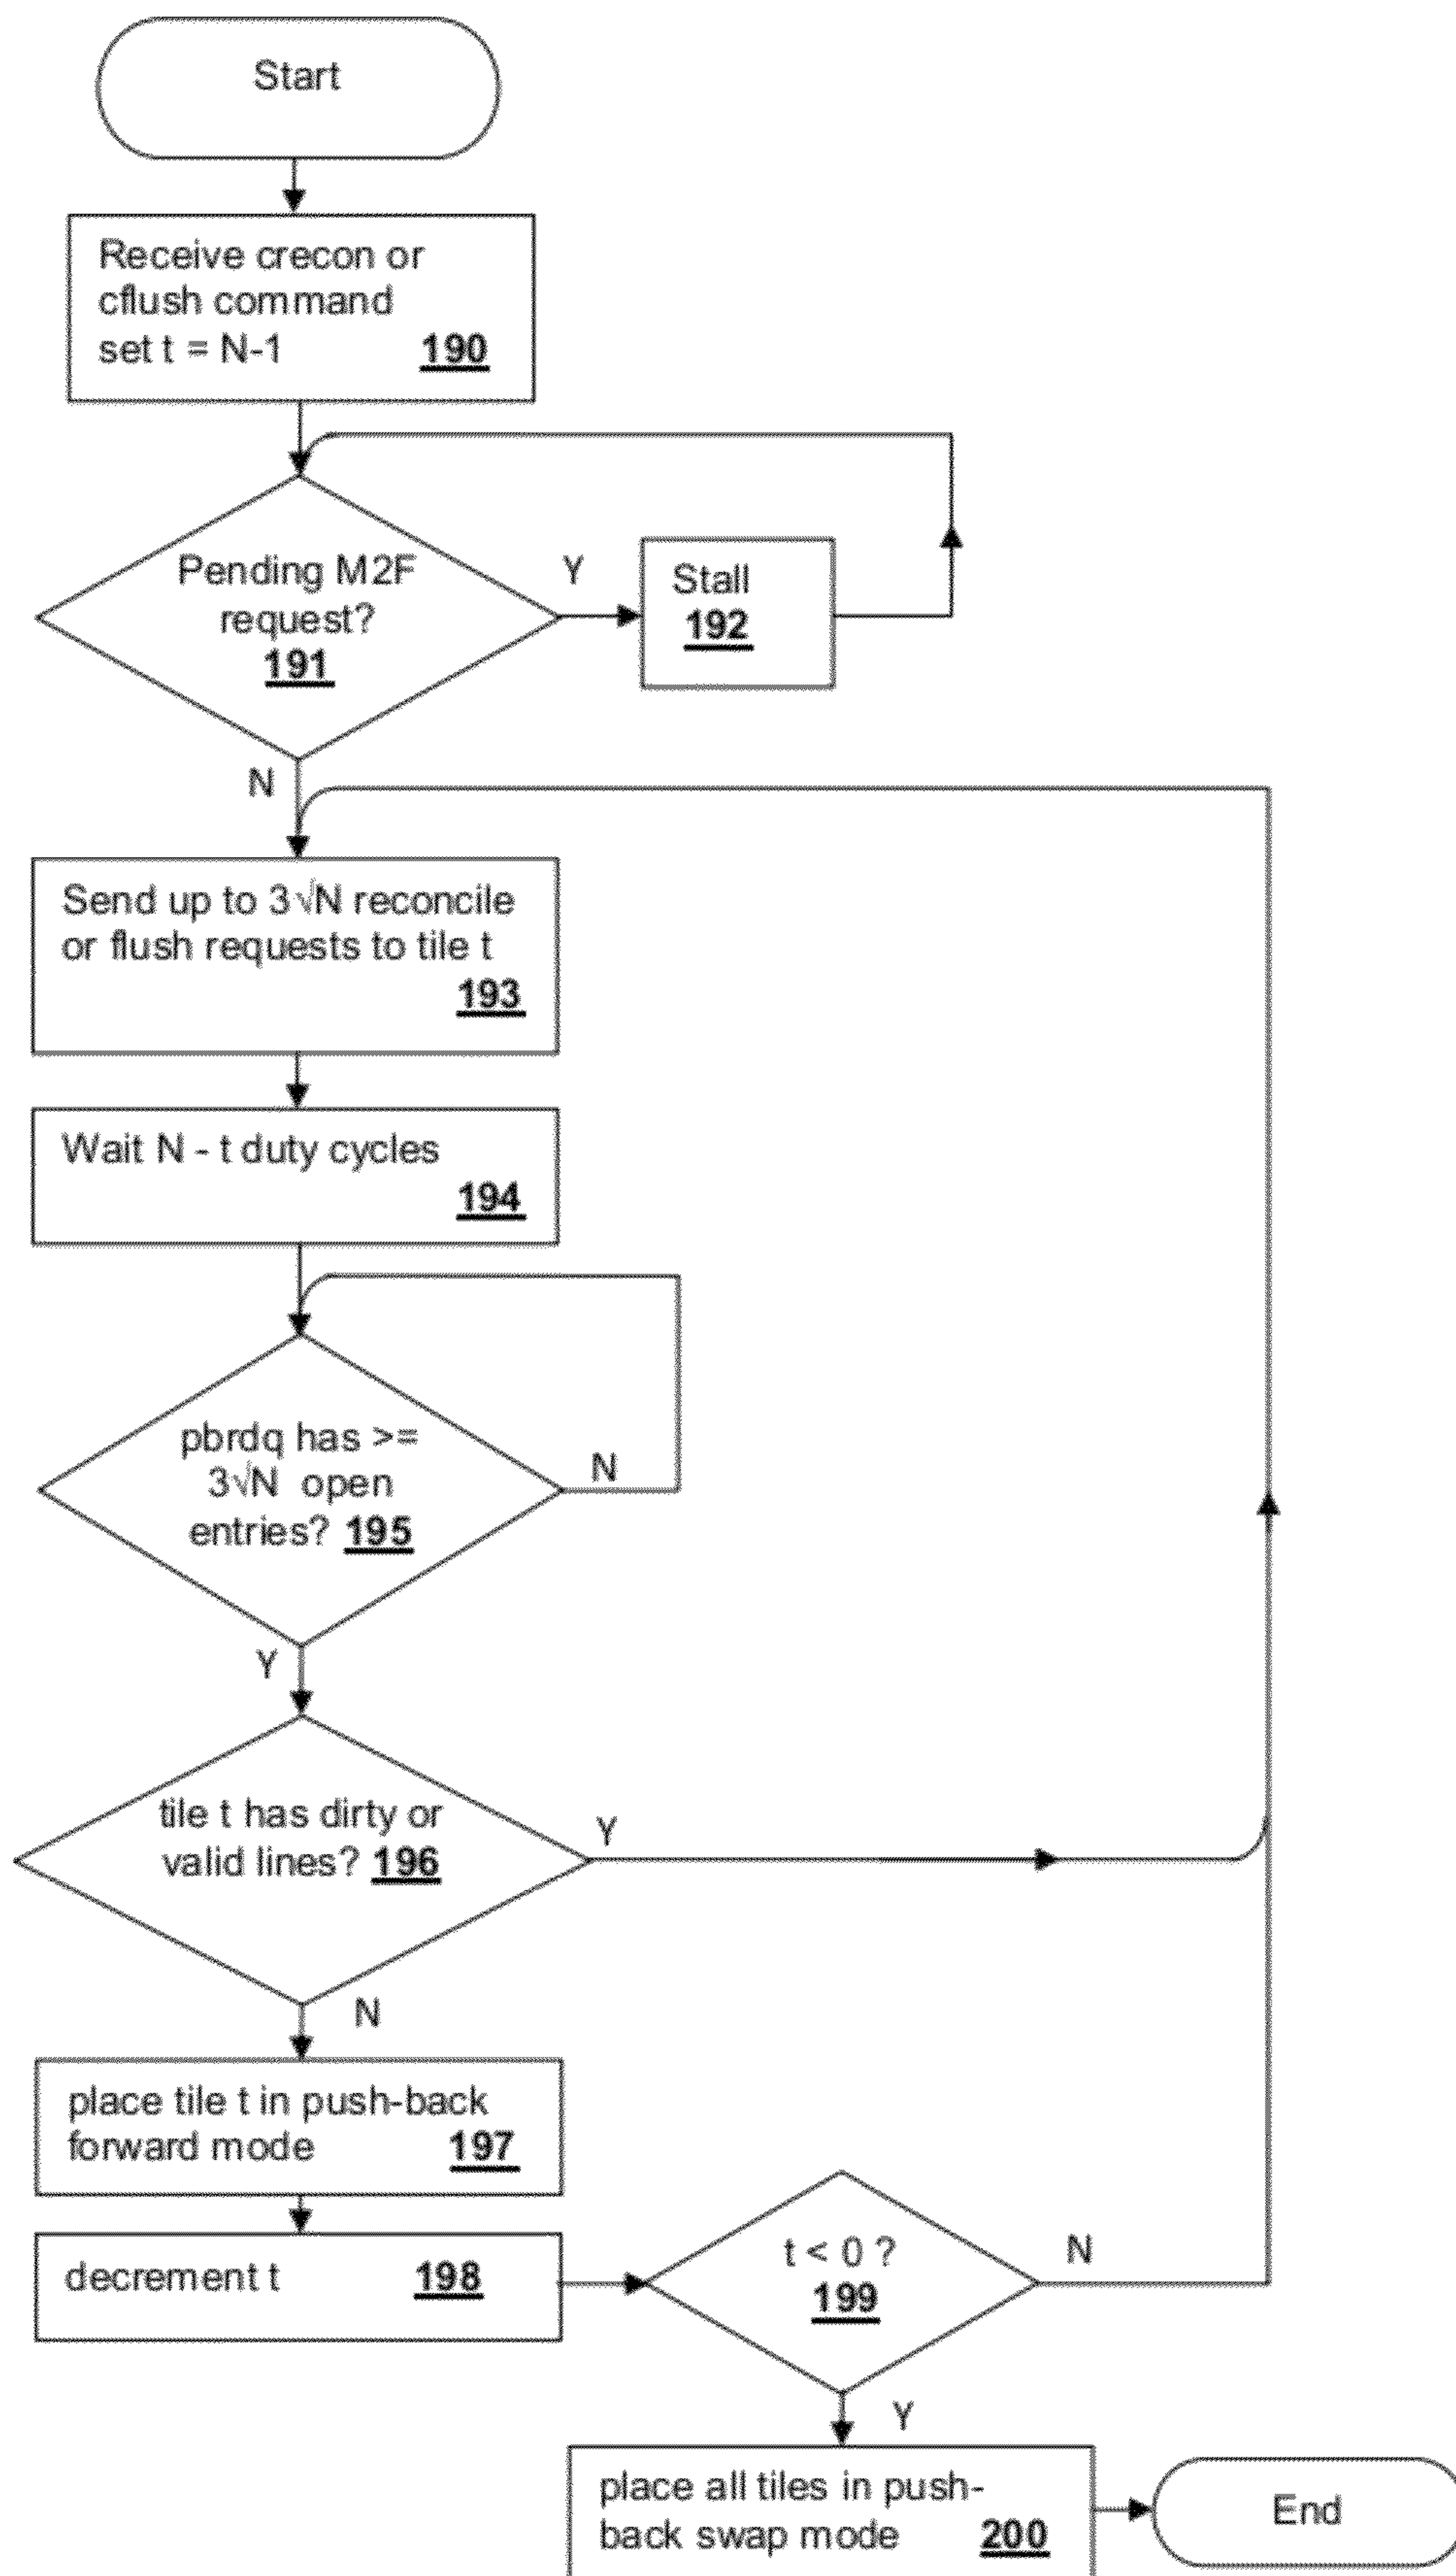 Start
Receive crecon or
cflush command
set t = N-1 190
Pending M2F
request?
191
Y
Stall
192
N
Send up to 3√N reconcile
or flush requests to tile t
193
Wait N - t duty cycles
194
pbrdq has >=
3√N open
entries? 195
N
Y
tile t has dirty or
valid lines? 196
Y
N
place tile t in push-back
forward mode 197
decrement t 198
t < 0 ?
199
N
Y
place all tiles in push-
back swap mode 200
End